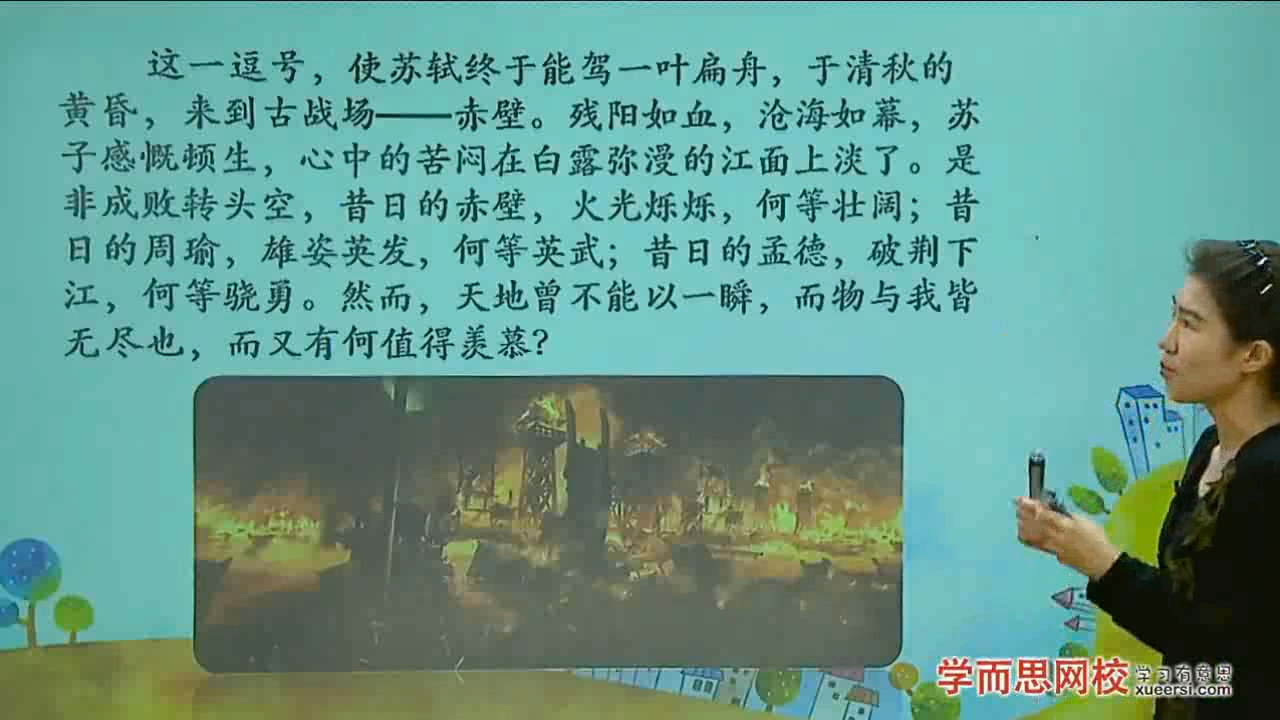 这一逗号，使苏轼终于能驾一叶扁舟，于清秋的
黄昏，来到古战场——赤壁。残阳如血，沧海如幕，苏
子感慨顿生，心中的苦闷在白露弥漫的江面上淡了。是
非成败转头空，昔日的赤壁，火光烁烁，何等壮阔；昔
日的周瑜，雄姿英发，何等英武；昔日的孟德，破荆下
江，何等骁勇。然而，天地曾不能以一瞬，而物与我皆
无尽也，而又有何值得羡慕?
学而思网校 学习有意思
xueersi.com